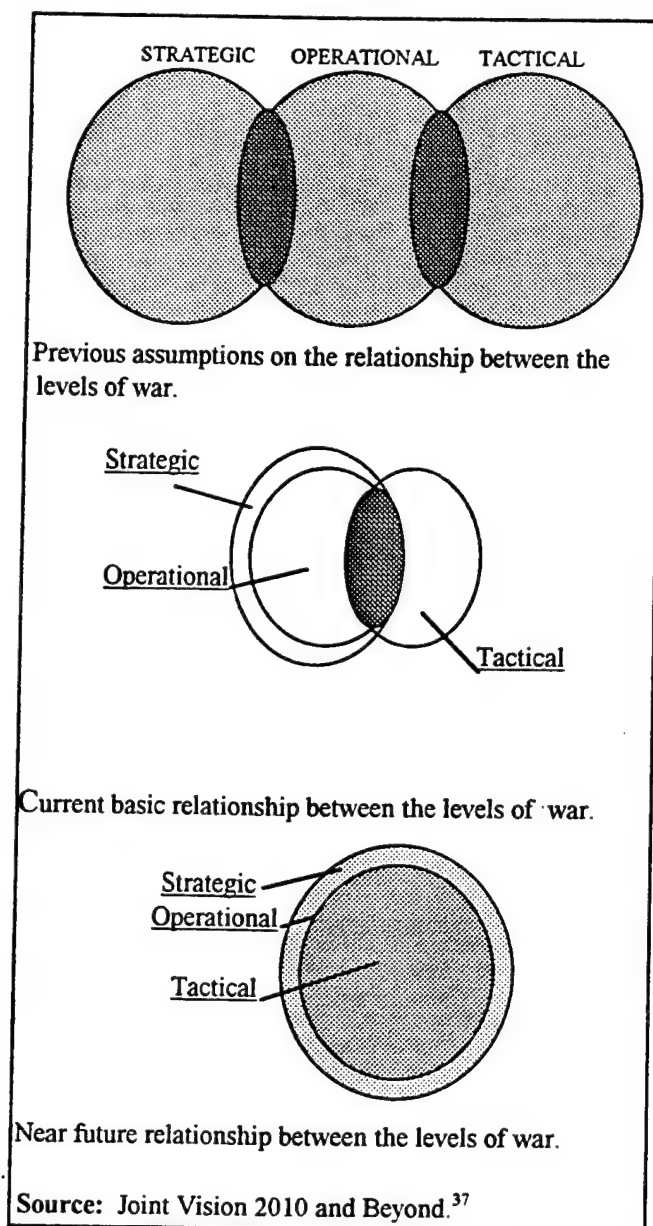 STRATEGIC OPERATIONAL TACTICAL
Previous assumptions on the relationship between the
levels of war.
Strategic
Operational
Tactical
Current basic relationship between the levels of war.
Strategic
Operational
Tactical
Near future relationship between the levels of war.
Source: Joint Vision 2010 and Beyond.37